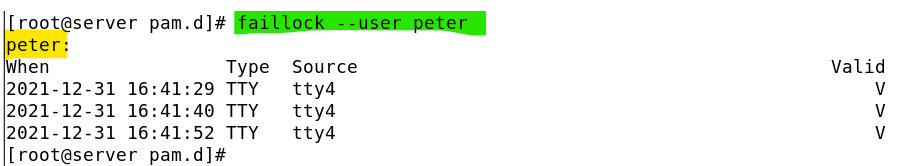 [root@server pam.d]# faillock --user peter
peter:
When                Type  Source                                           Valid
2021-12-31 16:41:29 TTY   tty4                                                 V
2021-12-31 16:41:40 TTY   tty4                                                 V
2021-12-31 16:41:52 TTY   tty4                                                 V
[root@server pam.d]#